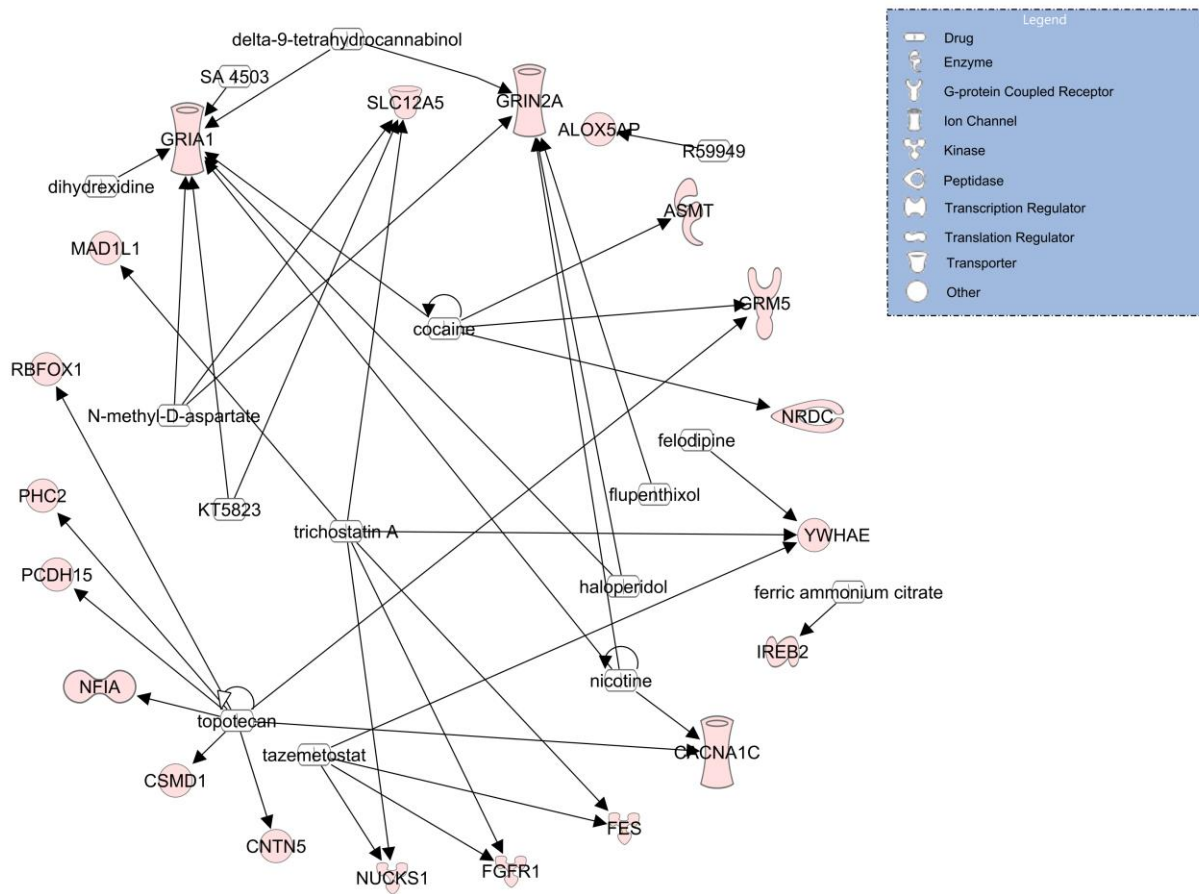 Legend
Drug
Enzyme
G-protein Coupled Receptor
Ion Channel
Kinase
Peptidase
Transcription Regulator
Translation Regulator
Transporter
Other
delta-9-tetrahydrocannabinol
SA 4503
SLC12A5
GRIN2A
ALOX5AP
GRIA1
R59949
dihydrexidine
ASMT
MAD1L1
GRM5
cocaine
RBFOX1
N-methyl-D-aspartate
NRDC
felodipine
PHC2
KT5823
flupenthixol
trichostatin A
YWHAE
PCDH15
haloperidol
ferric ammonium citrate
IREB2
NFIA
nicotine
topotecan
tazemetostat
CACNA1C
CSMD1
CNTN5
FES
NUCKS1
FGFR1